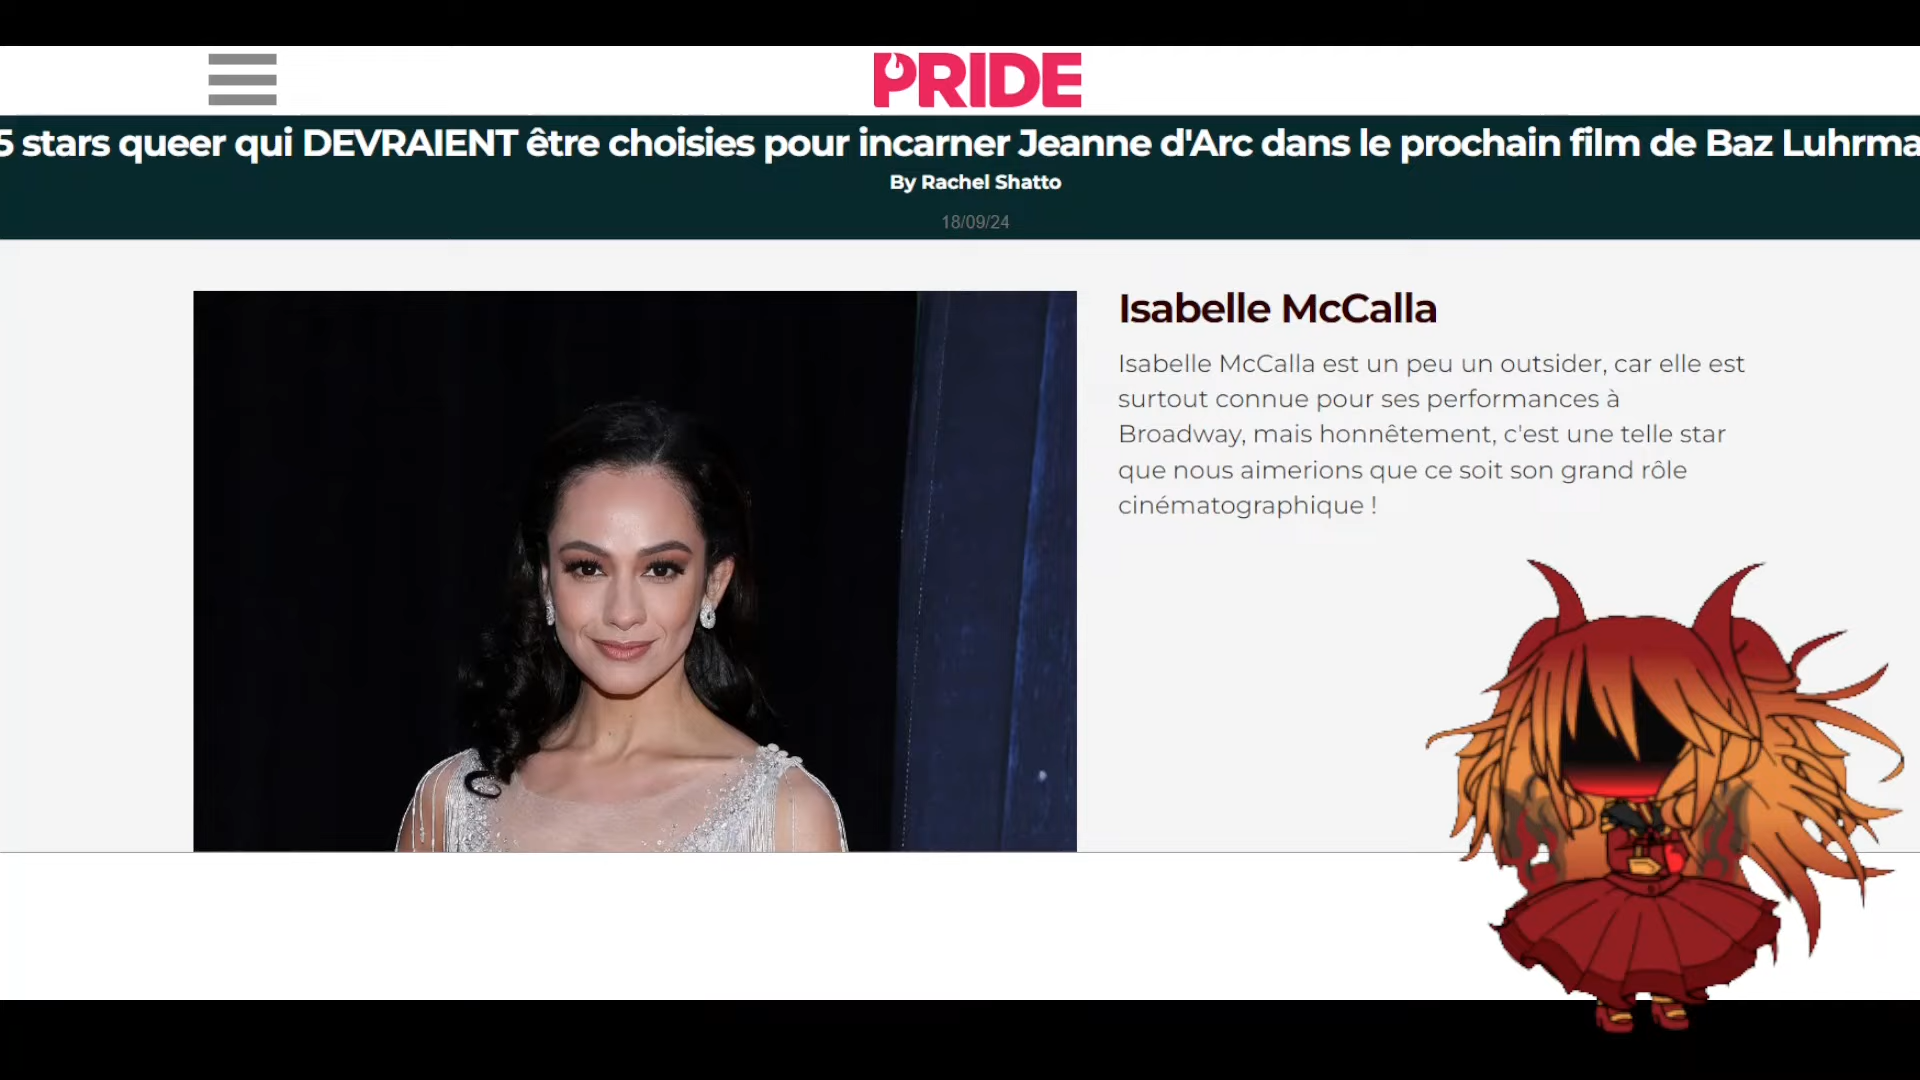 PRIDE
5 stars queer qui DEVRAIENT être choisies pour incarner Jeanne d'Arc dans le prochain film de Baz Luhrma
By Rachel Shatto
18/09/24
Isabelle McCalla
Isabelle McCalla est un peu un outsider, car elle est
surtout connue pour ses performances à
Broadway, mais honnêtement, c'est une telle star
que nous aimerions que ce soit son grand rôle
cinématographique !